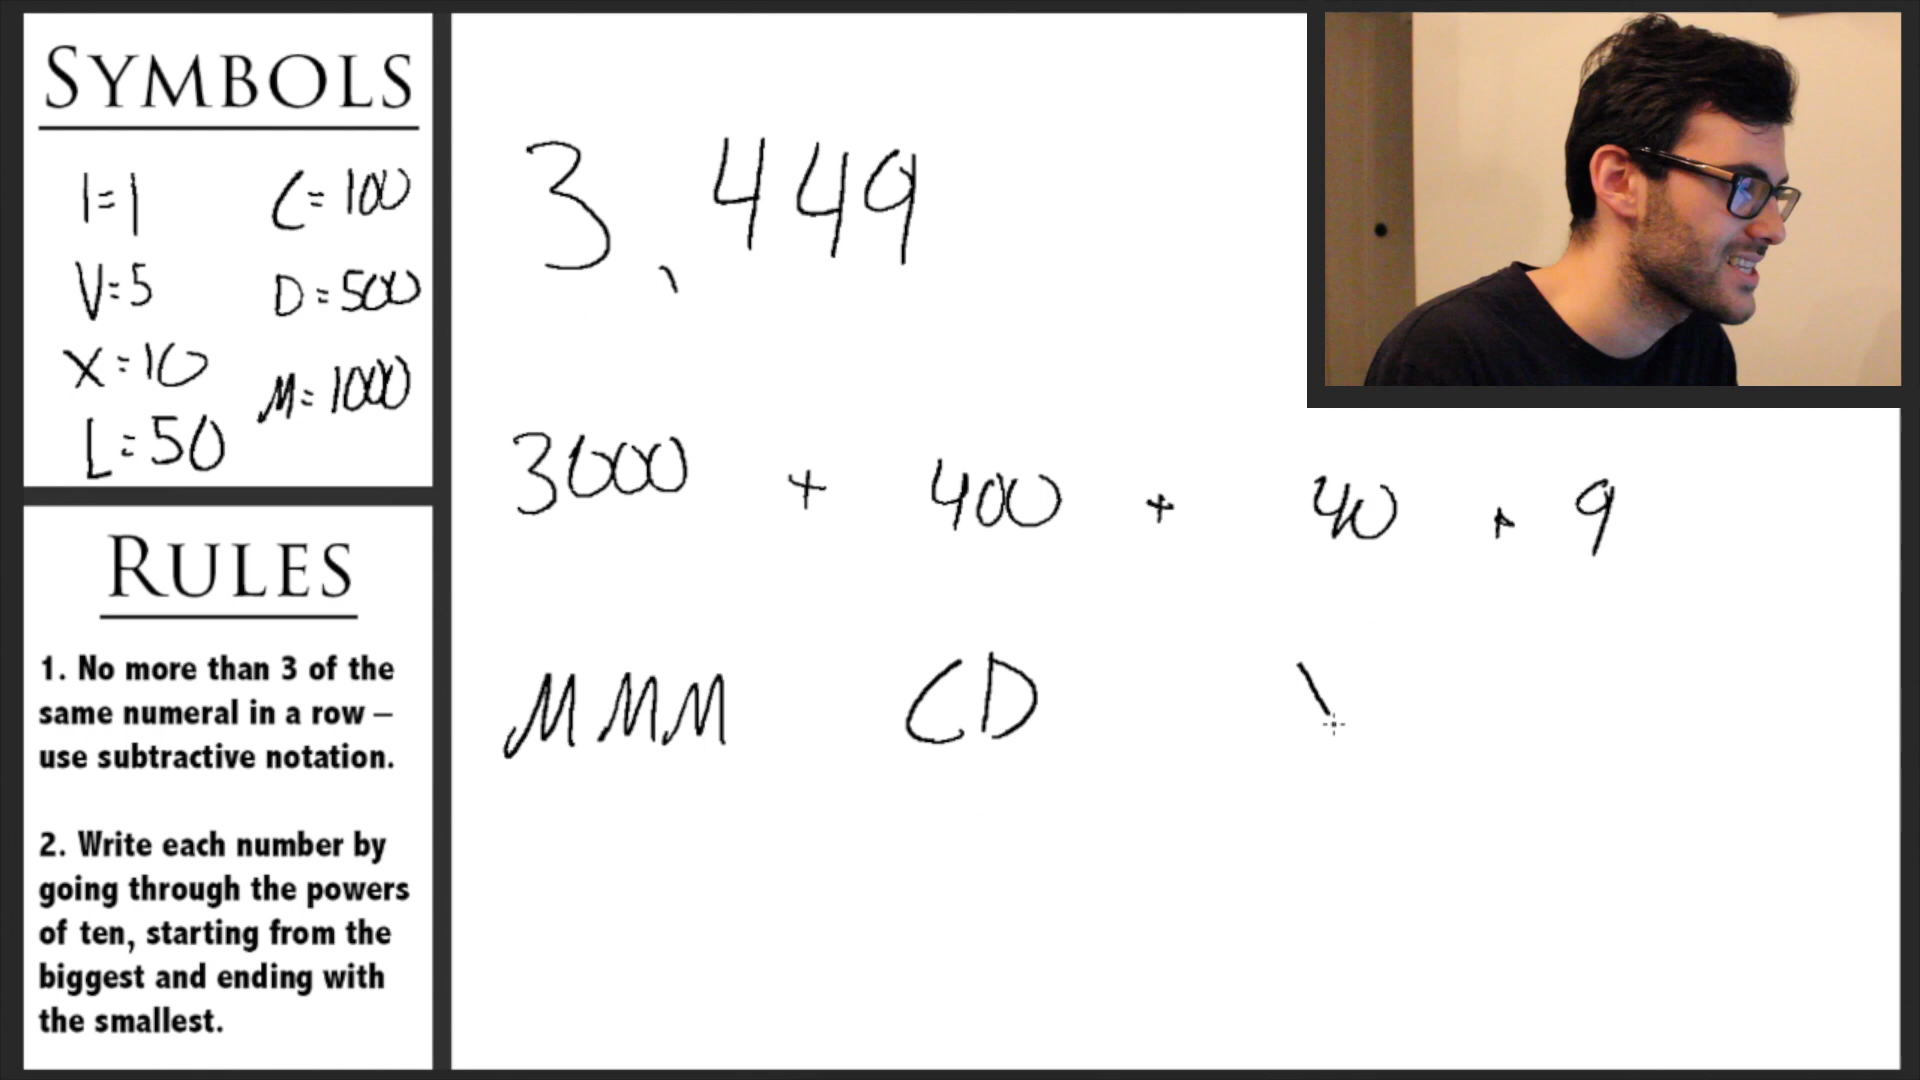 SYMBOLS
I=1 C=100
V=5 D=500
X=10 M=1000
L=50
RULES
1. No more than 3 of the
same numeral in a row –
use subtractive notation.
2. Write each number by
going through the powers
of ten, starting from the
biggest and ending with
the smallest.
3,449
3000 + 400 + 40 + 9
MMM CD \